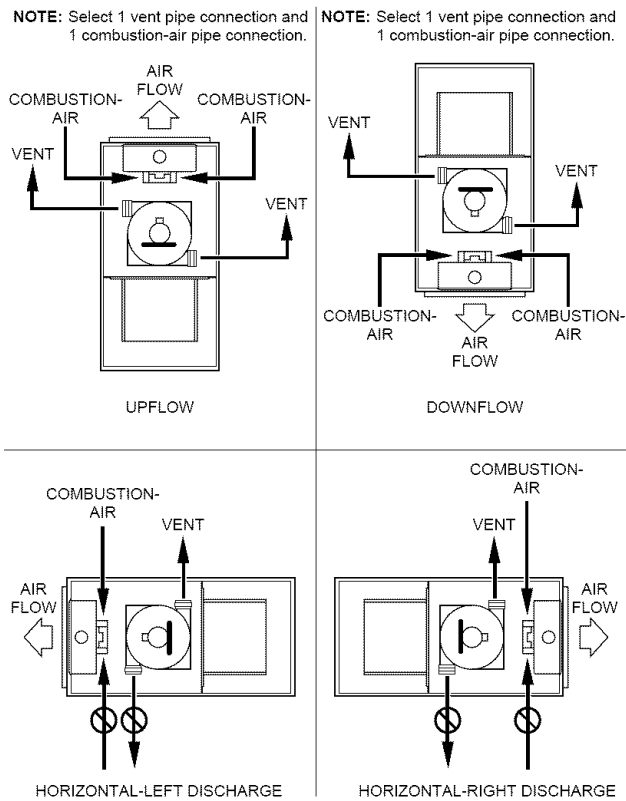 NOTE: Select 1 vent pipe connection and
1 combustion-air pipe connection.
AIR
FLOW
COMBUSTION-
AIR
COMBUSTION-
AIR
VENT
VENT
UPFLOW
NOTE: Select 1 vent pipe connection and
1 combustion-air pipe connection.
VENT
VENT
COMBUSTION-
AIR
COMBUSTION-
AIR
AIR
FLOW
DOWNFLOW
COMBUSTION-
AIR
VENT
AIR
FLOW
HORIZONTAL-LEFT DISCHARGE
COMBUSTION-
AIR
VENT
AIR
FLOW
HORIZONTAL-RIGHT DISCHARGE